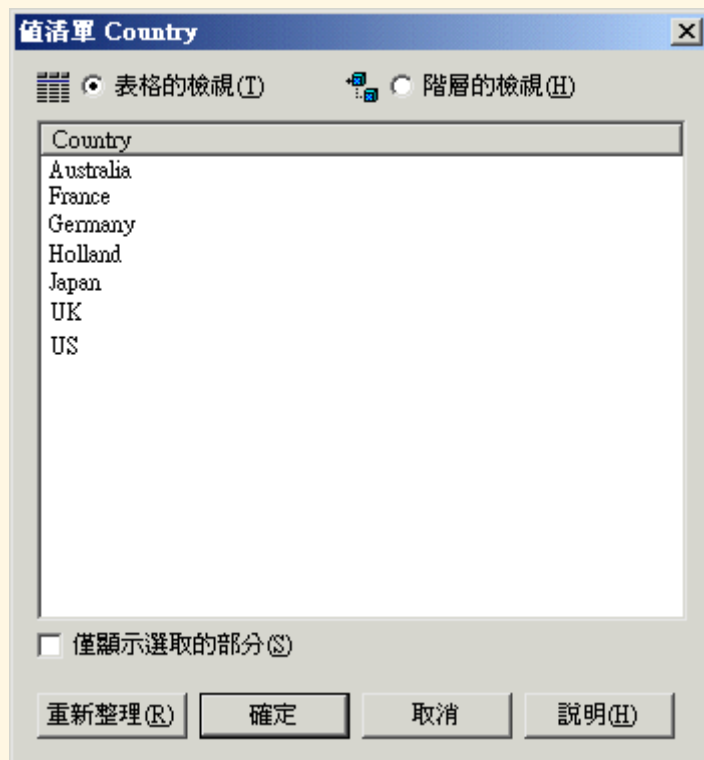 值清單 Country
表格的檢視(T) 階層的檢視(H)
Country
Australia
France
Germany
Holland
Japan
UK
US
僅顯示選取的部分(S)
重新整理(R) 確定 取消 說明(H)